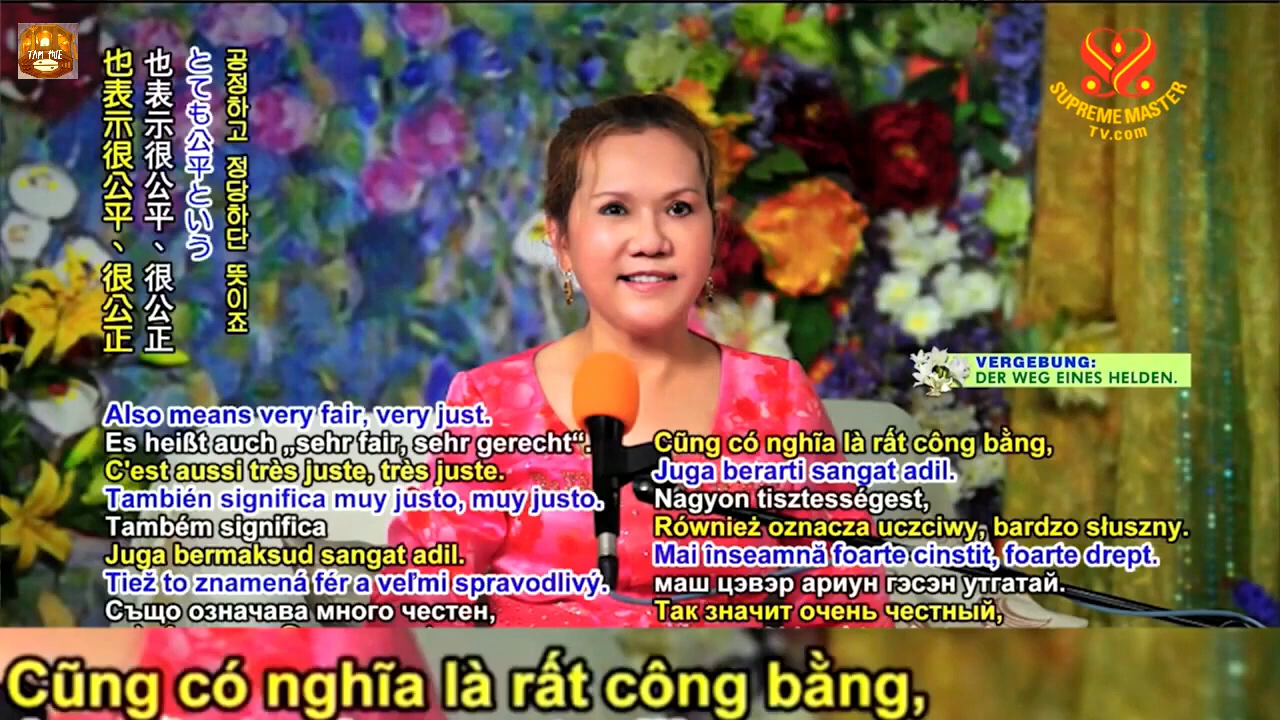 TAM TUE
SUPREME MASTER
TV.com
공정하고 정당하단 뜻이죠
とても公平という
也表示很公平、很公正
也表示很公平、很公正
VERGEBUNG:
DER WEG EINES HELDEN.
Also means very fair, very just.
Es heißt auch „sehr fair, sehr gerecht“.
C'est aussi très juste, très juste.
También significa muy justo, muy justo.
Também significa
Juga bermaksud sangat adil.
Tiež to znamená fér a veľmi spravodlivý.
Също означава много честен,
Cũng có nghĩa là rất công bằng,
Juga berarti sangat adil.
Nagyon tisztességest,
Również oznacza uczciwy, bardzo słuszny.
Mai înseamnă foarte cinstit, foarte drept.
маш цэвэр ариун гэсэн утгатай.
Так значит очень честный,
Cũng có nghĩa là rất công bằng,